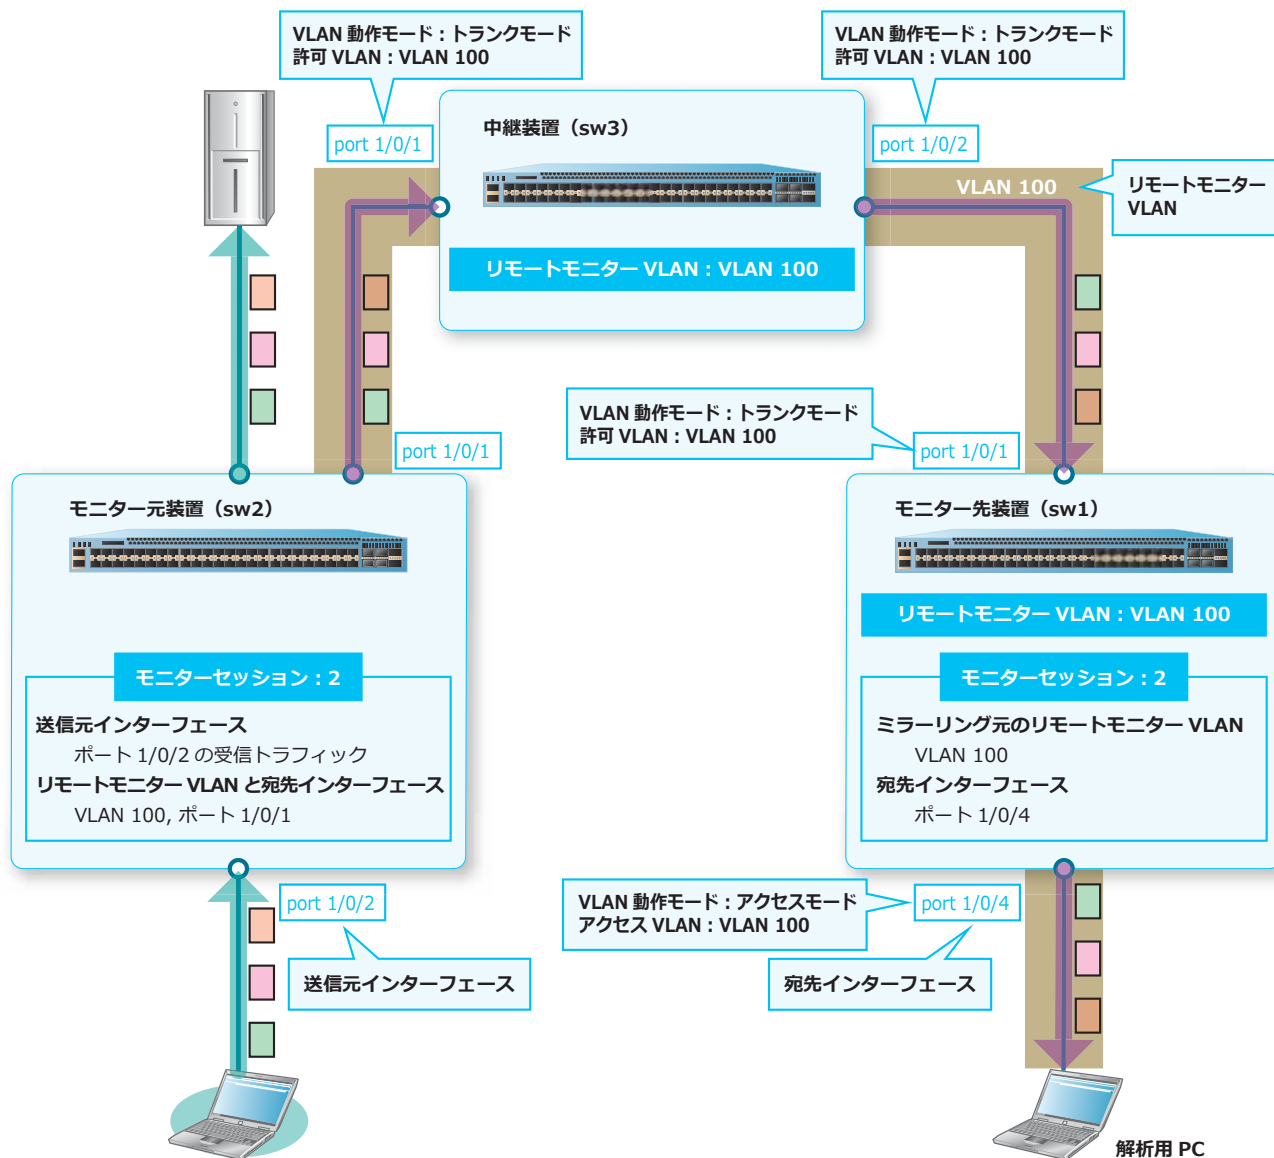 VLAN 動作モード：トランクモード
許可 VLAN：VLAN 100
VLAN 動作モード：トランクモード
許可 VLAN：VLAN 100
port 1/0/1
中継装置（sw3）
port 1/0/2
VLAN 100
リモートモニター
VLAN
リモートモニター VLAN：VLAN 100
VLAN 動作モード：トランクモード
許可 VLAN：VLAN 100
port 1/0/1
port 1/0/1
モニター元装置（sw2）
モニター先装置（sw1）
リモートモニター VLAN：VLAN 100
モニターセッション：2
送信元インターフェース
ポート 1/0/2 の受信トラフィック
リモートモニター VLAN と宛先インターフェース
VLAN 100, ポート 1/0/1
モニターセッション：2
ミラーリング元のリモートモニター VLAN
VLAN 100
宛先インターフェース
ポート 1/0/4
port 1/0/2
送信元インターフェース
VLAN 動作モード：アクセスモード
アクセス VLAN：VLAN 100
port 1/0/4
宛先インターフェース
解析用 PC